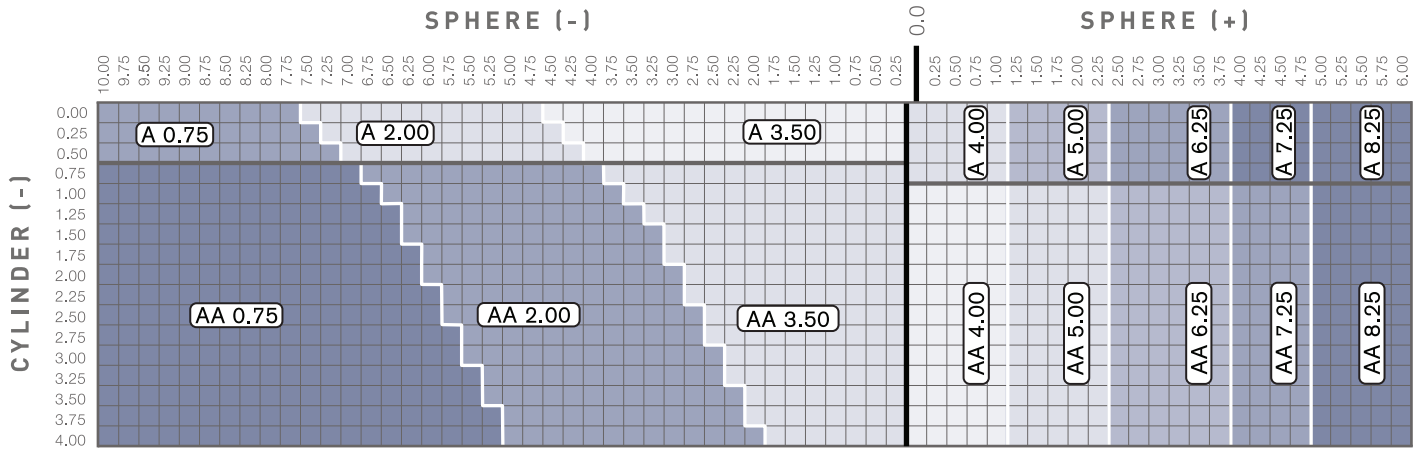 SPHERE (-)
0.0
SPHERE (+)
10.00 9.75 9.50 9.25 9.00 8.75 8.50 8.25 8.00 7.75 7.50 7.25 7.00 6.75 6.50 6.25 6.00 5.75 5.50 5.25 5.00 4.75 4.50 4.25 4.00 3.75 3.50 3.25 3.00 2.75 2.50 2.25 2.00 1.75 1.50 1.25 1.00 0.75 0.50 0.25
0.25 0.50 0.75 1.00 1.25 1.50 1.75 2.00 2.25 2.50 2.75 3.00 3.25 3.50 3.75 4.00 4.25 4.50 4.75 5.00 5.25 5.50 5.75 6.00
CYLINDER (-)
0.00
0.25
0.50
0.75
1.00
1.25
1.50
1.75
2.00
2.25
2.50
2.75
3.00
3.25
3.50
3.75
4.00
A 0.75
A 2.00
A 3.50
A 4.00
A 5.00
A 6.25
A 7.25
A 8.25
AA 0.75
AA 2.00
AA 3.50
AA 4.00
AA 5.00
AA 6.25
AA 7.25
AA 8.25